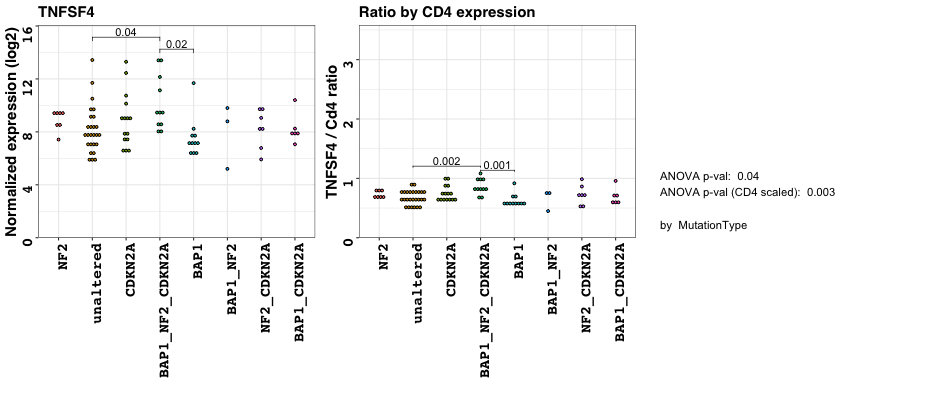 TNFSF4
Normalized expression (log2)
16
12
8
4
0
0.04
0.02
NF2
unaltered
CDKN2A
BAP1_NF2_CDKN2A
BAP1
BAP1_NF2
NF2_CDKN2A
BAP1_CDKN2A
Ratio by CD4 expression
TNFSF4 / Cd4 ratio
3
2
1
0
0.002
0.001
NF2
unaltered
CDKN2A
BAP1_NF2_CDKN2A
BAP1
BAP1_NF2
NF2_CDKN2A
BAP1_CDKN2A
ANOVA p-val: 0.04
ANOVA p-val (CD4 scaled): 0.003
by MutationType